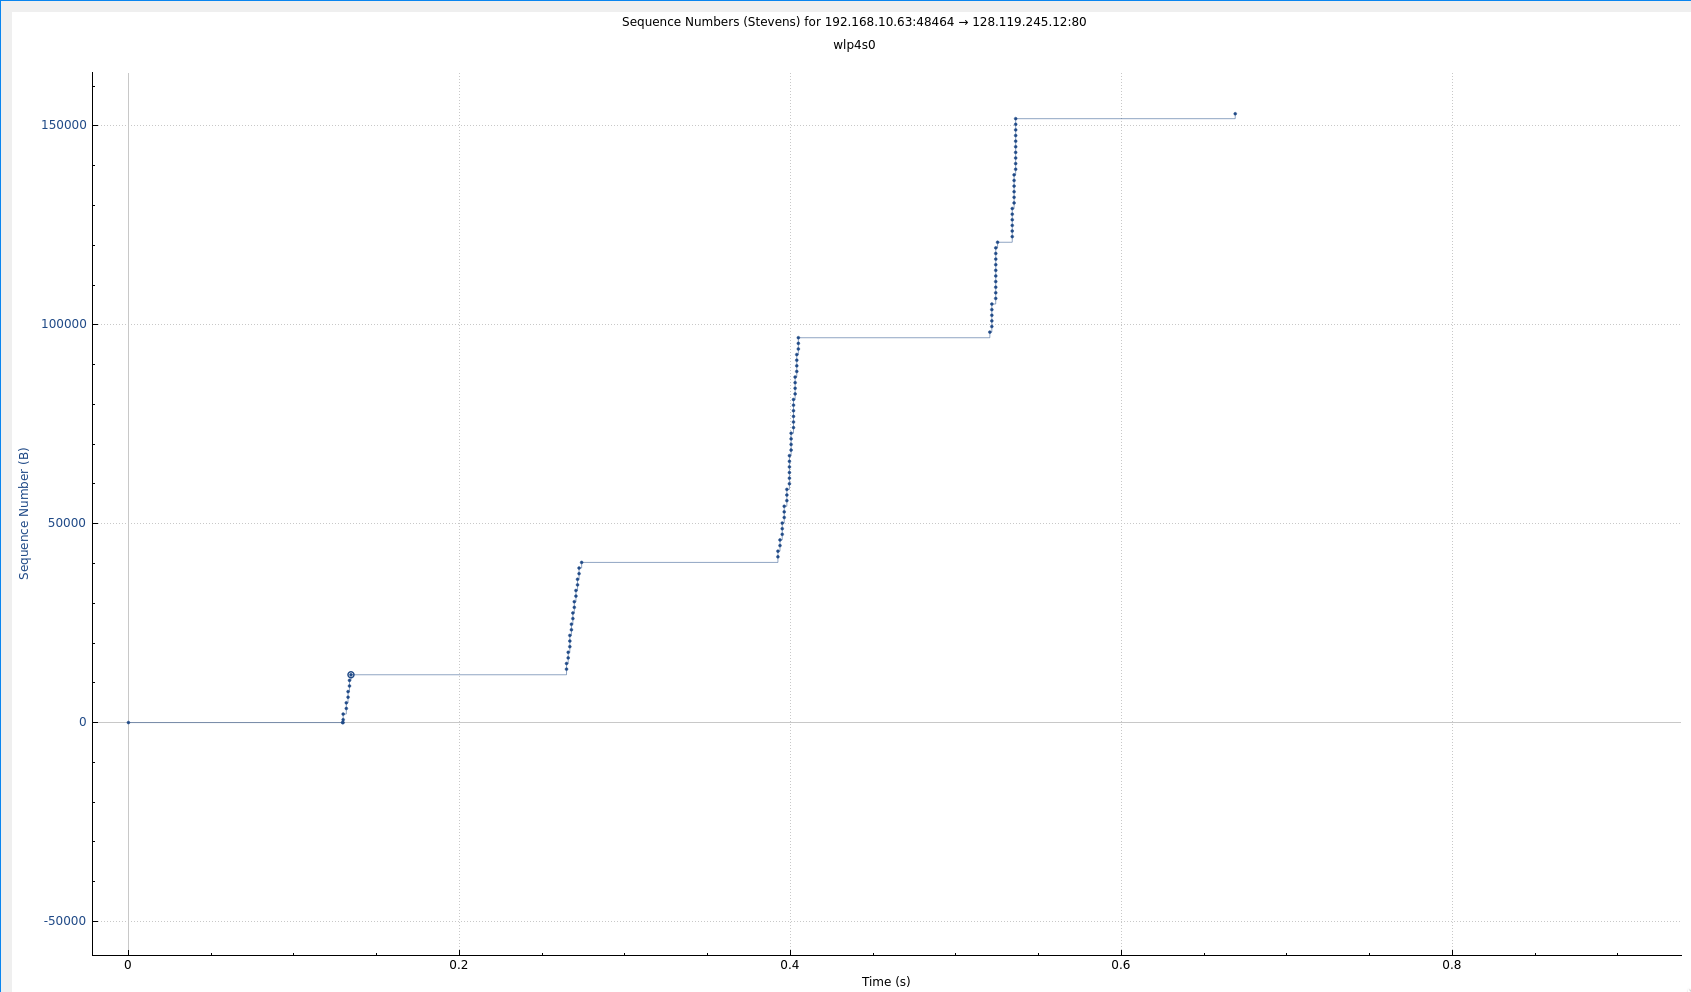 Sequence Numbers (Stevens) for 192.168.10.63:48464 → 128.119.245.12:80
wlp4s0
Sequence Number (B)
150000
100000
50000
0
-50000
0
0.2
0.4
0.6
0.8
Time (s)